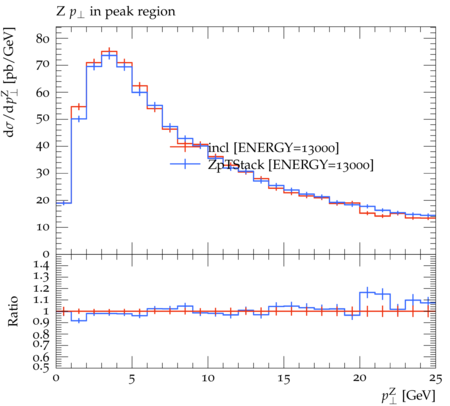 Z p⊥ in peak region
dσ/dp⊥ᶻ [pb/GeV]
80
70
60
50
40
30
20
10
0
incl [ENERGY=13000]
ZpTStack [ENERGY=13000]
Ratio
1.4
1.3
1.2
1.1
1
0.9
0.8
0.7
0.6
0.5
0 5 10 15 20 25
p⊥ᶻ [GeV]